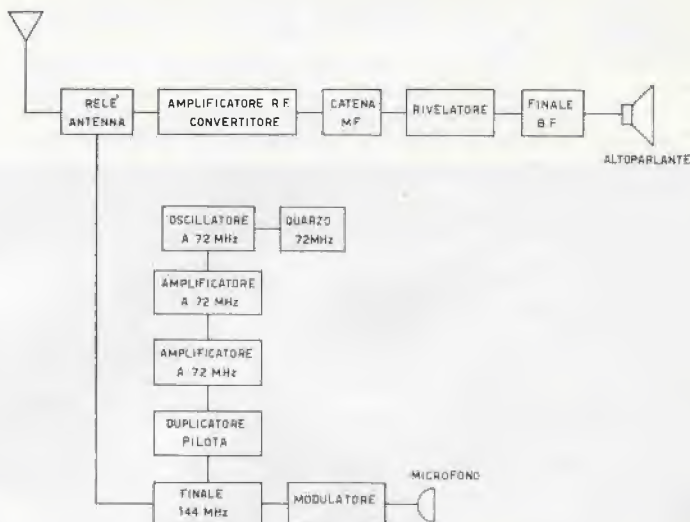 RELE'
ANTENNA
AMPLIFICATORE R.F.
CONVERTITORE
CATENA
M.F.
RIVELATORE
FINALE
B.F.
ALTOPARLANTE
OSCILLATORE
A 72 MHz
QUARZO
72MHz
AMPLIFICATORE
A 72 MHz
AMPLIFICATORE
A 72 MHz
DUPLICATORE
PILOTA
FINALE
144 MHz
MODULATORE
MICROFONO